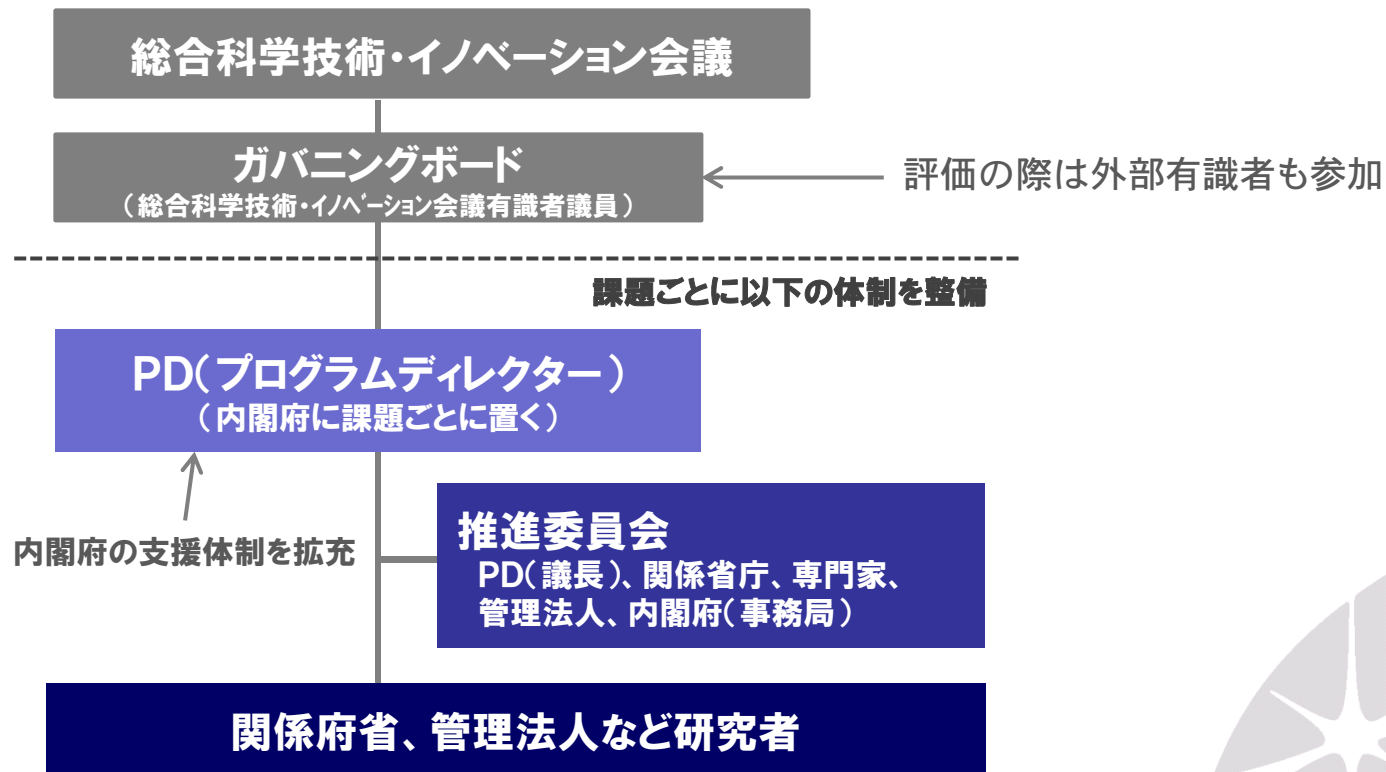 総合科学技術・イノベーション会議
ガバニングボード
（総合科学技術・ｲﾉﾍﾞｰｼｮﾝ会議有識者議員）
評価の際は外部有識者も参加
課題ごとに以下の体制を整備
PD（プログラムディレクター）
（内閣府に課題ごとに置く）
内閣府の支援体制を拡充
推進委員会
PD（議長）、関係省庁、専門家、
管理法人、内閣府（事務局）
関係府省、管理法人など研究者